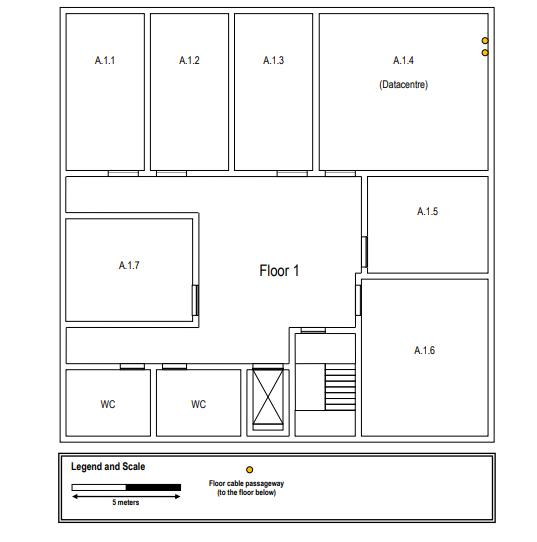 A.1.1
A.1.2
A.1.3
A.1.4
(Datacentre)
A.1.5
A.1.7
Floor 1
A.1.6
WC
WC
Legend and Scale
5 meters
Floor cable passageway
(to the floor below)